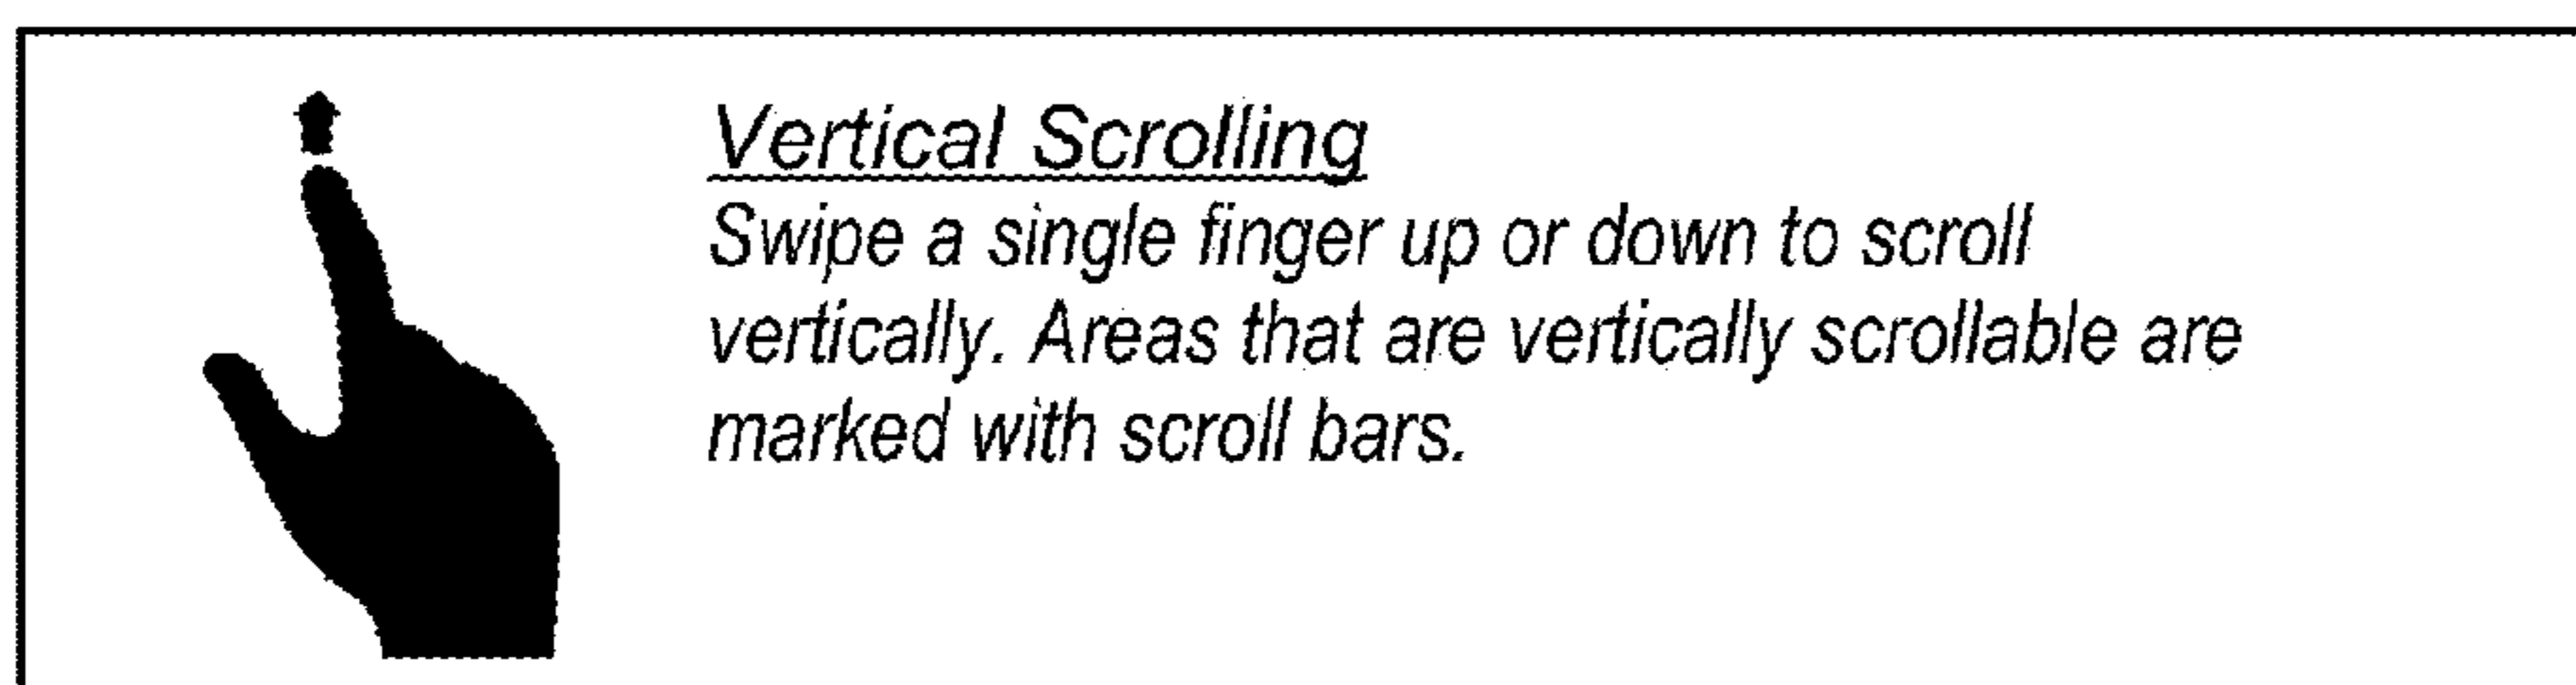 Vertical Scrolling
Swipe a single finger up or down to scroll
vertically. Areas that are vertically scrollable are
marked with scroll bars.